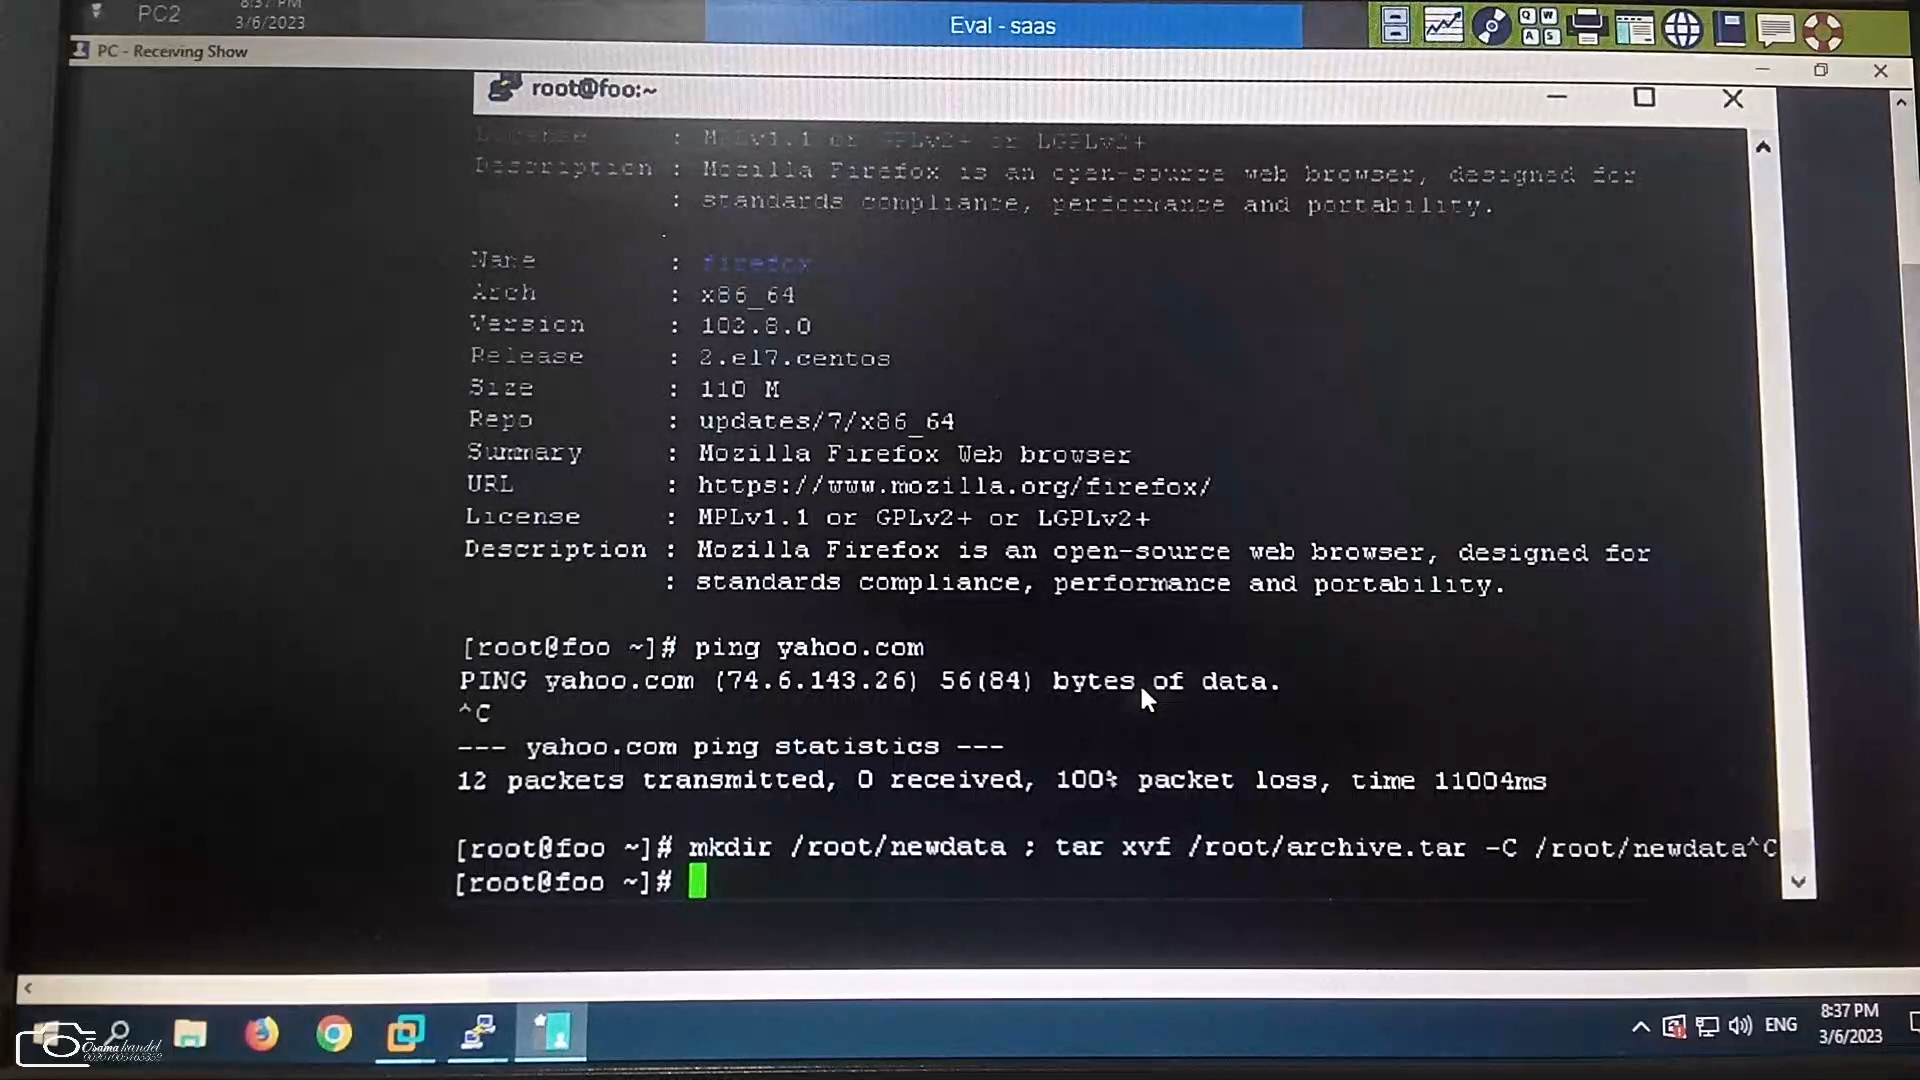 PC2
8:37 PM
3/6/2023
Eval - saas
Q W
A S
PC - Receiving Show
root@foo:~
License : MPLv1.1 or GPLv2+ or LGPLv2+
Description : Mozilla Firefox is an open-source web browser, designed for
: standards compliance, performance and portability.
Name : firefox
Arch : x86_64
Version : 102.8.0
Release : 2.el7.centos
Size : 110 M
Repo : updates/7/x86_64
Summary : Mozilla Firefox Web browser
URL : https://www.mozilla.org/firefox/
License : MPLv1.1 or GPLv2+ or LGPLv2+
Description : Mozilla Firefox is an open-source web browser, designed for
: standards compliance, performance and portability.
[root@foo ~]# ping yahoo.com
PING yahoo.com (74.6.143.26) 56(84) bytes of data.
^C
--- yahoo.com ping statistics ---
12 packets transmitted, 0 received, 100% packet loss, time 11004ms
[root@foo ~]# mkdir /root/newdata ; tar xvf /root/archive.tar -C /root/newdata^C
[root@foo ~]#
ENG
8:37 PM
3/6/2023
Osama kandel